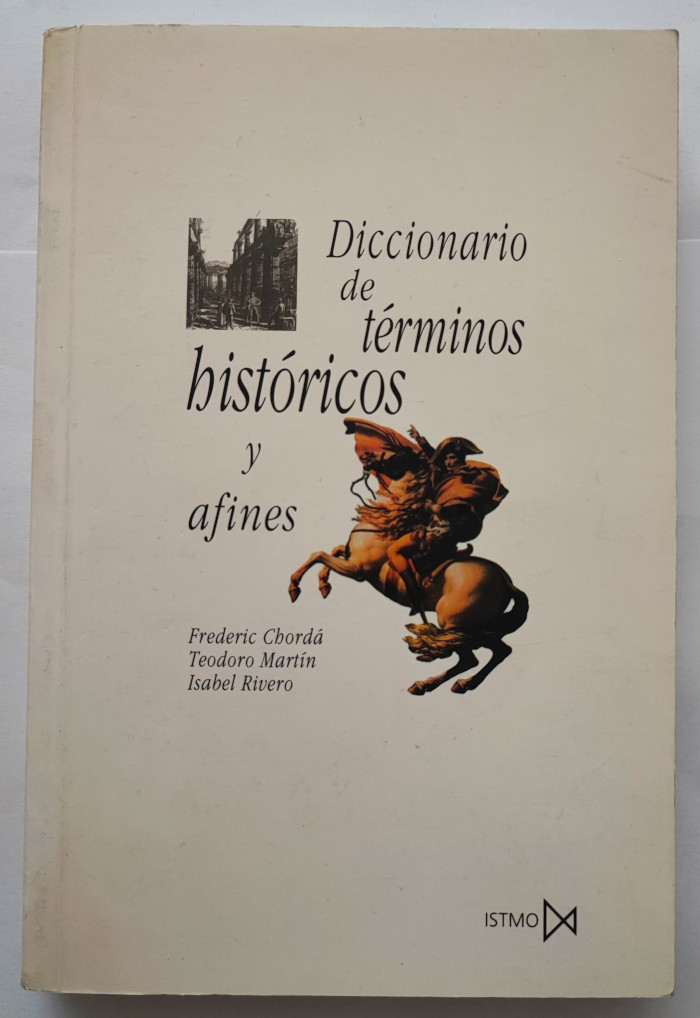 Diccionario
de
términos
históricos
y
afines
Frederic Chordá
Teodoro Martín
Isabel Rivero
ISTMO